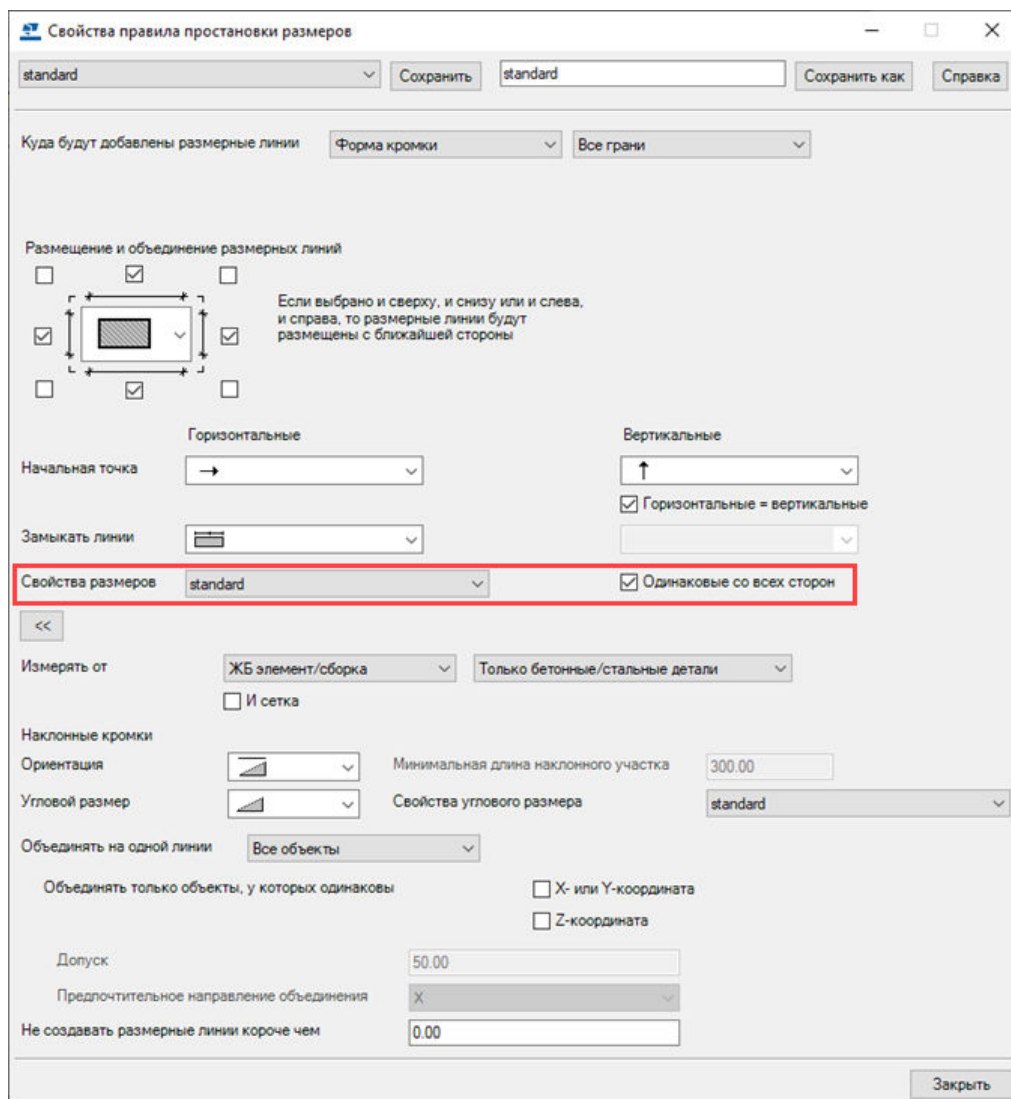 Свойства правила простановки размеров
standard Сохранить standard Сохранить как Справка
Куда будут добавлены размерные линии Форма кромки Все грани
Размещение и объединение размерных линий
Если выбрано и сверху, и снизу или и слева,
и справа, то размерные линии будут
размещены с ближайшей стороны
Горизонтальные Вертикальные
Начальная точка
Горизонтальные = вертикальные
Замыкать линии
Свойства размеров standard Одинаковые со всех сторон
<<
Измерять от ЖБ элемент/сборка Только бетонные/стальные детали
И сетка
Наклонные кромки
Ориентация Минимальная длина наклонного участка 300.00
Угловой размер Свойства углового размера standard
Объединять на одной линии Все объекты
Объединять только объекты, у которых одинаковы X- или Y-координата
Z-координата
Допуск 50.00
Предпочтительное направление объединения X
Не создавать размерные линии короче чем 0.00
Закрыть